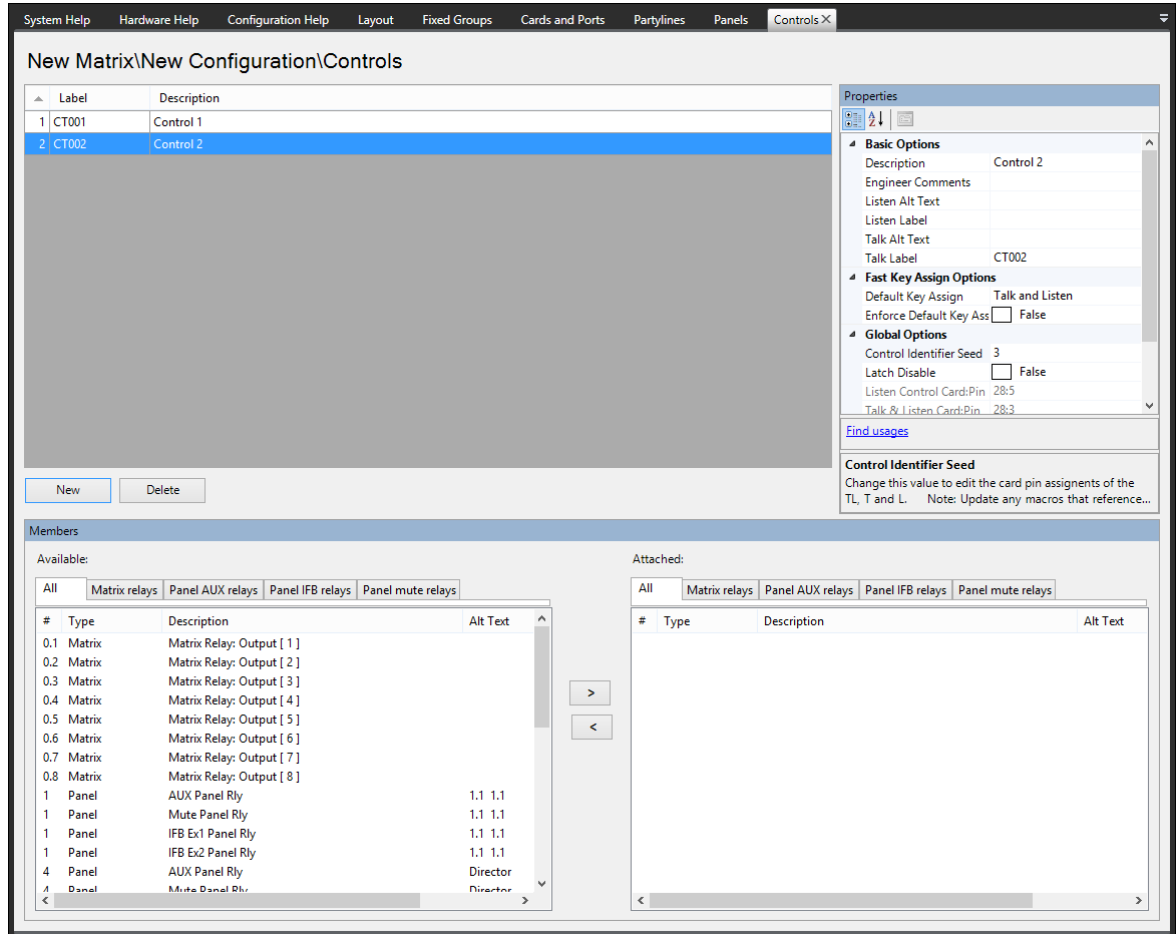 System Help Hardware Help Configuration Help Layout Fixed Groups Cards and Ports Partylines Panels Controls
New Matrix\New Configuration\Controls
Label Description
1 CT001 Control 1
2 CT002 Control 2
Properties
Basic Options
Description Control 2
Engineer Comments
Listen Alt Text
Listen Label
Talk Alt Text
Talk Label CT002
Fast Key Assign Options
Default Key Assign Talk and Listen
Enforce Default Key Ass False
Global Options
Control Identifier Seed 3
Latch Disable False
Listen Control Card:Pin 28:5
Talk & Listen Card:Pin 28:3
Find usages
Control Identifier Seed
Change this value to edit the card pin assignents of the
TL, T and L. Note: Update any macros that reference...
New Delete
Members
Available:
All Matrix relays Panel AUX relays Panel IFB relays Panel mute relays
# Type Description Alt Text
0.1 Matrix Matrix Relay: Output [ 1 ]
0.2 Matrix Matrix Relay: Output [ 2 ]
0.3 Matrix Matrix Relay: Output [ 3 ]
0.4 Matrix Matrix Relay: Output [ 4 ]
0.5 Matrix Matrix Relay: Output [ 5 ]
0.6 Matrix Matrix Relay: Output [ 6 ]
0.7 Matrix Matrix Relay: Output [ 7 ]
0.8 Matrix Matrix Relay: Output [ 8 ]
1 Panel AUX Panel Rly 1.1 1.1
1 Panel Mute Panel Rly 1.1 1.1
1 Panel IFB Ex1 Panel Rly 1.1 1.1
1 Panel IFB Ex2 Panel Rly 1.1 1.1
4 Panel AUX Panel Rly Director
4 Panel Mute Panel Rly Director
>
<
Attached:
All Matrix relays Panel AUX relays Panel IFB relays Panel mute relays
# Type Description Alt Text